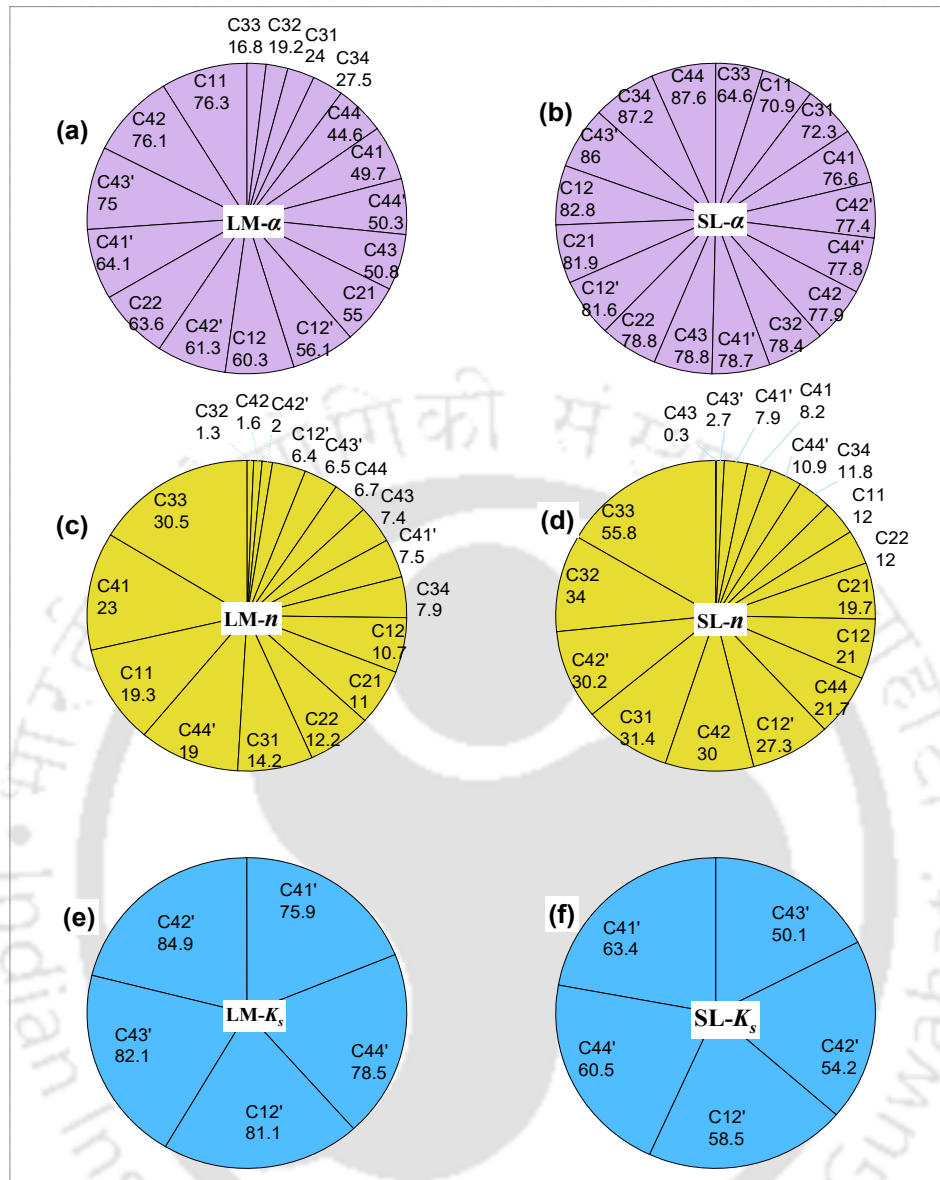 (a)
C33
16.8
C32
19.2
C31
24
C34
27.5
C44
44.6
C41
49.7
C44'
50.3
C43
50.8
C21
55
C12'
56.1
C12
60.3
C42'
61.3
C22
63.6
C41'
64.1
C43'
75
C42
76.1
C11
76.3
LM-α
(b)
C33
64.6
C11
70.9
C31
72.3
C41
76.6
C42'
77.4
C44'
77.8
C42
77.9
C32
78.4
C41'
78.7
C43
78.8
C22
78.8
C12'
81.6
C21
81.9
C12
82.8
C43'
86
C34
87.2
C44
87.6
SL-α
(c)
C32
1.3
C42
1.6
C42'
2
C12'
6.4
C43'
6.5
C44
6.7
C43
7.4
C41'
7.5
C34
7.9
C12
10.7
C21
11
C22
12.2
C31
14.2
C44'
19
C11
19.3
C41
23
C33
30.5
LM-n
(d)
C43
0.3
C43'
2.7
C41'
7.9
C41
8.2
C44'
10.9
C34
11.8
C11
12
C22
12
C21
19.7
C12
21
C44
21.7
C12'
27.3
C42
30
C31
31.4
C42'
30.2
C32
34
C33
55.8
SL-n
(e)
C41'
75.9
C44'
78.5
C12'
81.1
C43'
82.1
C42'
84.9
LM-Ks
(f)
C43'
50.1
C42'
54.2
C12'
58.5
C44'
60.5
C41'
63.4
SL-Ks
Indian Ins